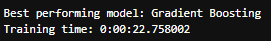 Best performing model: Gradient Boosting
Training time: 0:00:22.758002